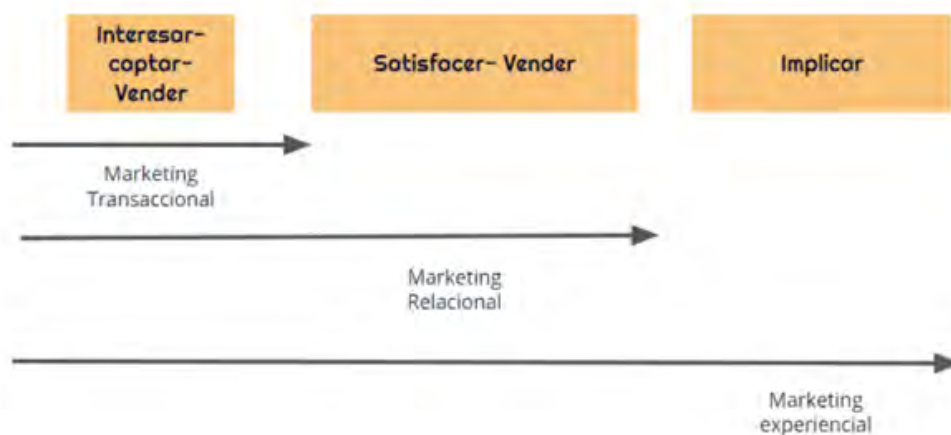 Interesar-
captar-
Vender
Satisfacer- Vender
Implicar
Marketing
Transaccional
Marketing
Relacional
Marketing
experiencial